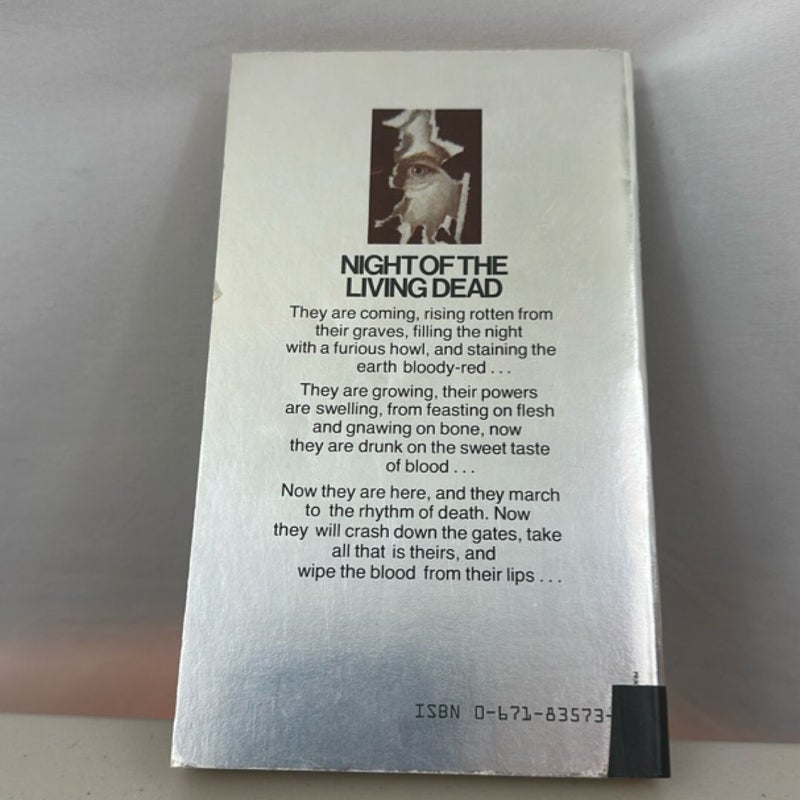 NIGHT OF THE
LIVING DEAD
They are coming, rising rotten from
their graves, filling the night
with a furious howl, and staining the
earth bloody-red . . .
They are growing, their powers
are swelling, from feasting on flesh
and gnawing on bone, now
they are drunk on the sweet taste
of blood . . .
Now they are here, and they march
to the rhythm of death. Now
they will crash down the gates, take
all that is theirs, and
wipe the blood from their lips . . .
ISBN 0-671-83573-